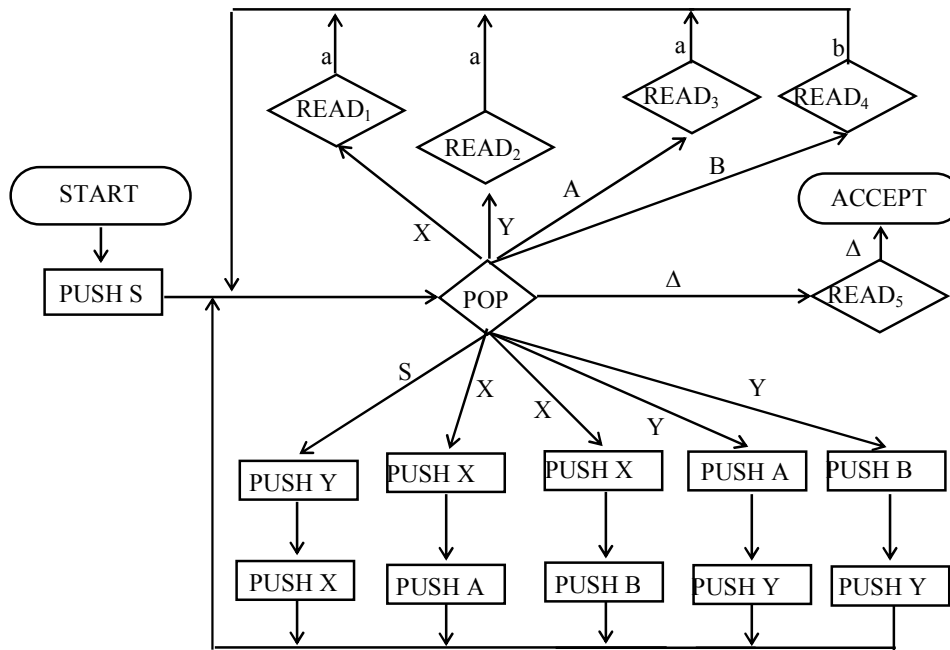 a
a
a
b
READ₁
READ₂
READ₃
READ₄
START
X
Y
A
B
ACCEPT
PUSH S
POP
Δ
READ₅
Δ
S
X
X
Y
Y
PUSH Y
PUSH X
PUSH X
PUSH A
PUSH B
PUSH X
PUSH A
PUSH B
PUSH Y
PUSH Y